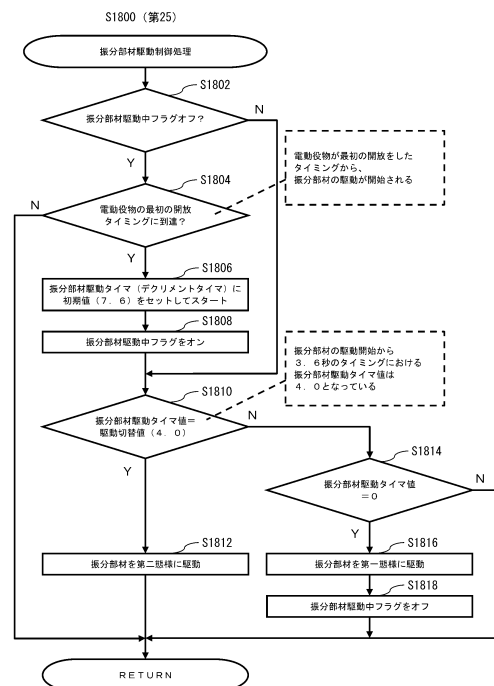 S1800（第25）
振分部材駆動制御処理
S1802
振分部材駆動中フラグオフ？
N
Y
電動役物が最初の開放をした
タイミングから、
振分部材の駆動が開始される
S1804
N
電動役物の最初の開放
タイミングに到達？
Y
S1806
振分部材駆動タイマ（デクリメントタイマ）に
初期値（７．６）をセットしてスタート
S1808
振分部材駆動中フラグをオン
振分部材の駆動開始から
３．６秒のタイミングにおける
振分部材駆動タイマ値は
４．０となっている
S1810
振分部材駆動タイマ値＝
駆動切替値（４．０）
N
Y
S1814
振分部材駆動タイマ値
＝０
N
Y
S1812
振分部材を第二態様に駆動
S1816
振分部材を第一態様に駆動
S1818
振分部材駆動中フラグをオフ
ＲＥＴＵＲＮ